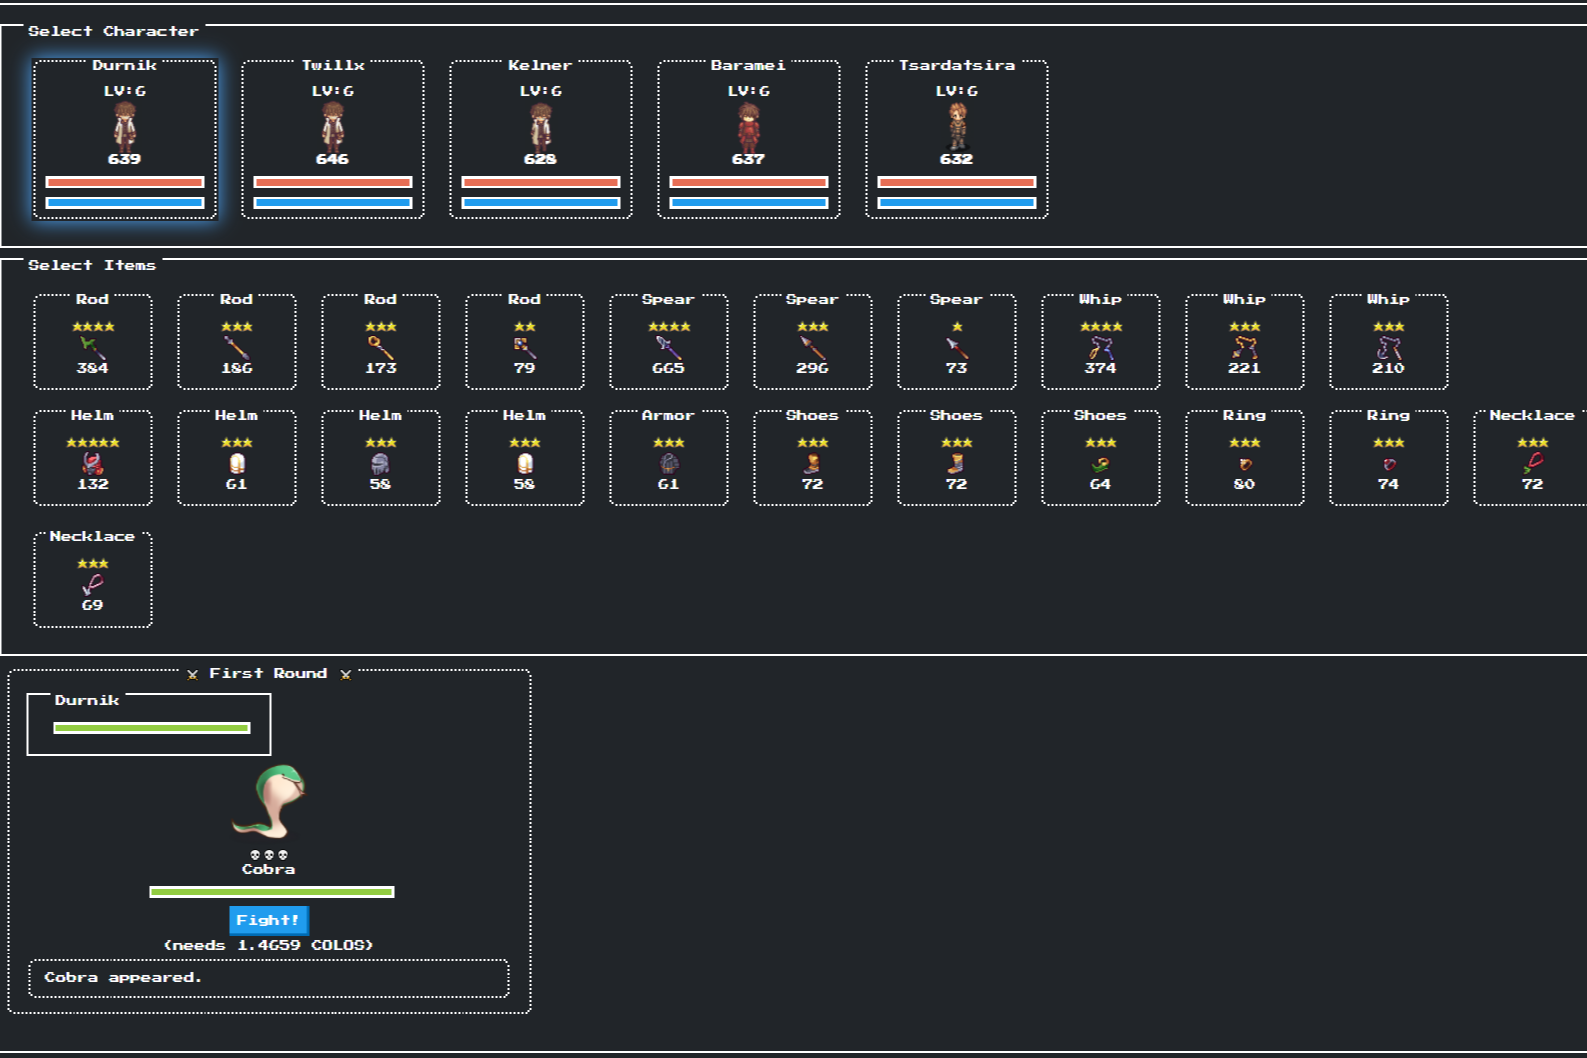 Select Character
Durnik
LV:6
639
Twillx
LV:6
646
Kelner
LV:6
628
Baramei
LV:6
637
Tsardatsira
LV:6
632
Select Items
Rod
384
Rod
186
Rod
173
Rod
79
Spear
665
Spear
296
Spear
73
Whip
374
Whip
221
Whip
210
Helm
132
Helm
61
Helm
58
Helm
58
Armor
61
Shoes
72
Shoes
72
Shoes
64
Ring
80
Ring
74
Necklace
72
Necklace
69
First Round
Durnik
Cobra
Fight!
(needs 1.4659 COLOS)
Cobra appeared.